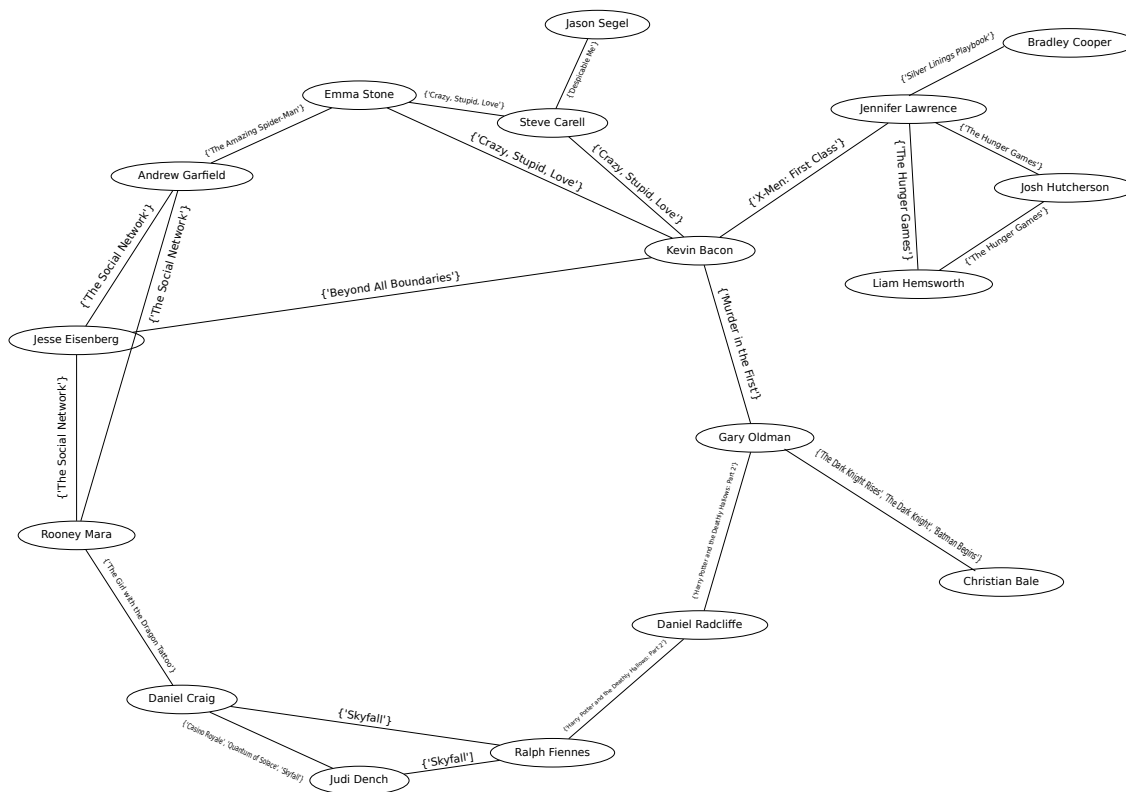 Jason Segel
Bradley Cooper
{'Silver Linings Playbook'}
{'Despicable Me'}
Emma Stone
{'Crazy, Stupid, Love'}
Jennifer Lawrence
Steve Carell
{'The Amazing Spider-Man'}
{'The Hunger Games'}
{'Crazy, Stupid, Love'}
{'Crazy, Stupid, Love'}
{'X-Men: First Class'}
Andrew Garfield
Josh Hutcherson
{'The Hunger Games'}
{'The Hunger Games'}
Kevin Bacon
{'The Social Network'}
{'The Social Network'}
{'Beyond All Boundaries'}
Liam Hemsworth
Jesse Eisenberg
{'Murder in the First'}
{'The Social Network'}
Gary Oldman
{'The Dark Knight Rises', 'The Dark Knight', 'Batman Begins'}
{'Harry Potter and the Deathly Hallows: Part 2'}
Rooney Mara
Christian Bale
{'The Girl with the Dragon Tattoo'}
Daniel Radcliffe
{'Harry Potter and the Deathly Hallows: Part 2'}
Daniel Craig
{'Skyfall'}
{'Casino Royale', 'Quantum of Solace', 'Skyfall'}
{'Skyfall']
Ralph Fiennes
Judi Dench